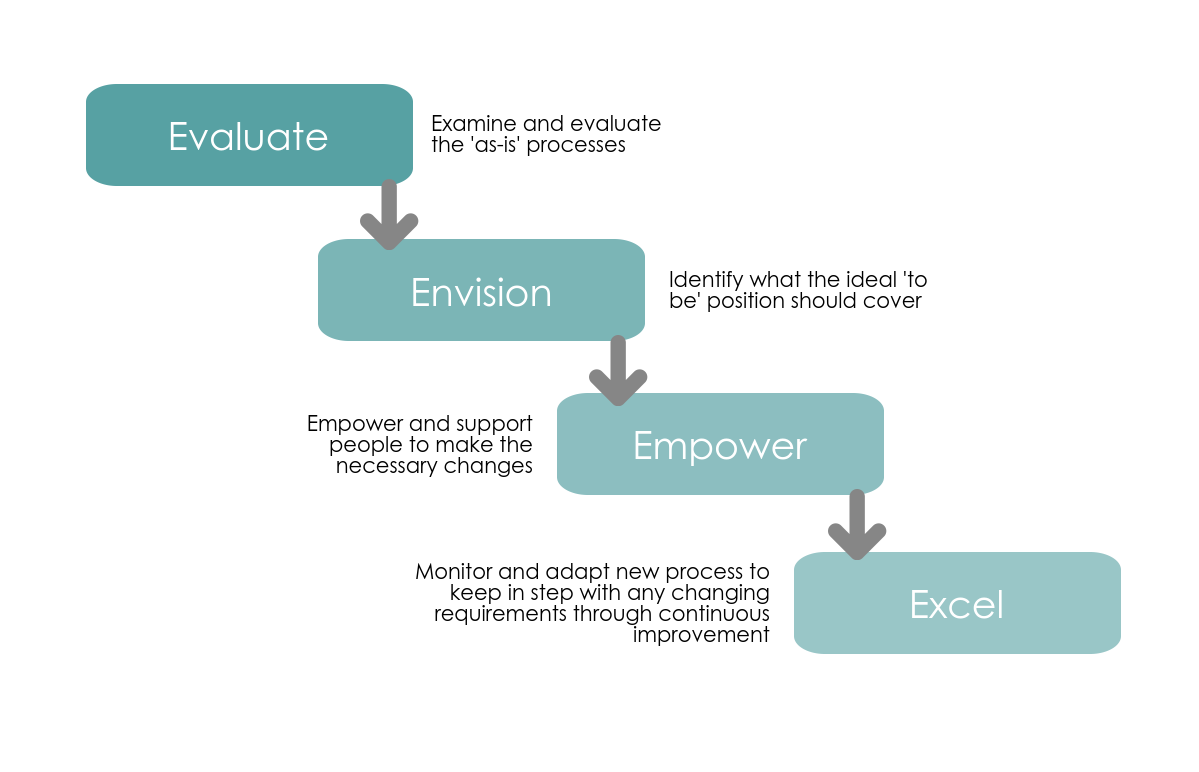 Evaluate
Examine and evaluate
the 'as-is' processes
Envision
Identify what the ideal 'to
be' position should cover
Empower and support
people to make the
necessary changes
Empower
Monitor and adapt new process to
keep in step with any changing
requirements through continuous
improvement
Excel